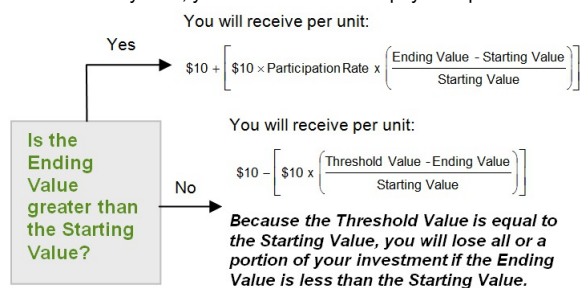 You will receive per unit:
Yes
$10 + [ $10 × Participation Rate x ( Ending Value - Starting Value / Starting Value ) ]
You will receive per unit:
Is the
Ending
Value
greater than
the Starting
Value?
No
$10 – [ $10 x ( Threshold Value - Ending Value / Starting Value ) ]
Because the Threshold Value is equal to
the Starting Value, you will lose all or a
portion of your investment if the Ending
Value is less than the Starting Value.